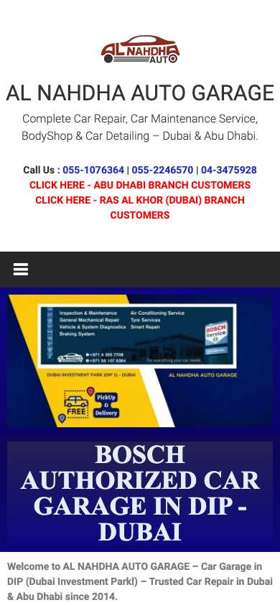 AL NAHDHA
AUTO
AL NAHDHA AUTO GARAGE
Complete Car Repair, Car Maintenance Service,
BodyShop & Car Detailing – Dubai & Abu Dhabi.
Call Us : 055-1076364 | 055-2246570 | 04-3475928
CLICK HERE - ABU DHABI BRANCH CUSTOMERS
CLICK HERE - RAS AL KHOR (DUBAI) BRANCH
CUSTOMERS
Inspection & Maintenance
General Mechanical Repair
Vehicle & System Diagnostics
Braking System
Air Conditioning Service
Tyre Services
Smart Repair
BOSCH
Service
DUBAI INVESTMENT PARK (DIP 1) - DUBAI
AL NAHDHA AUTO GARAGE
FREE
PickUp &
Delivery
BOSCH
AUTHORIZED CAR
GARAGE IN DIP -
DUBAI
Welcome to AL NAHDHA AUTO GARAGE – Car Garage in
DIP (Dubai Investment Parkl) – Trusted Car Repair in Dubai
& Abu Dhabi since 2014.